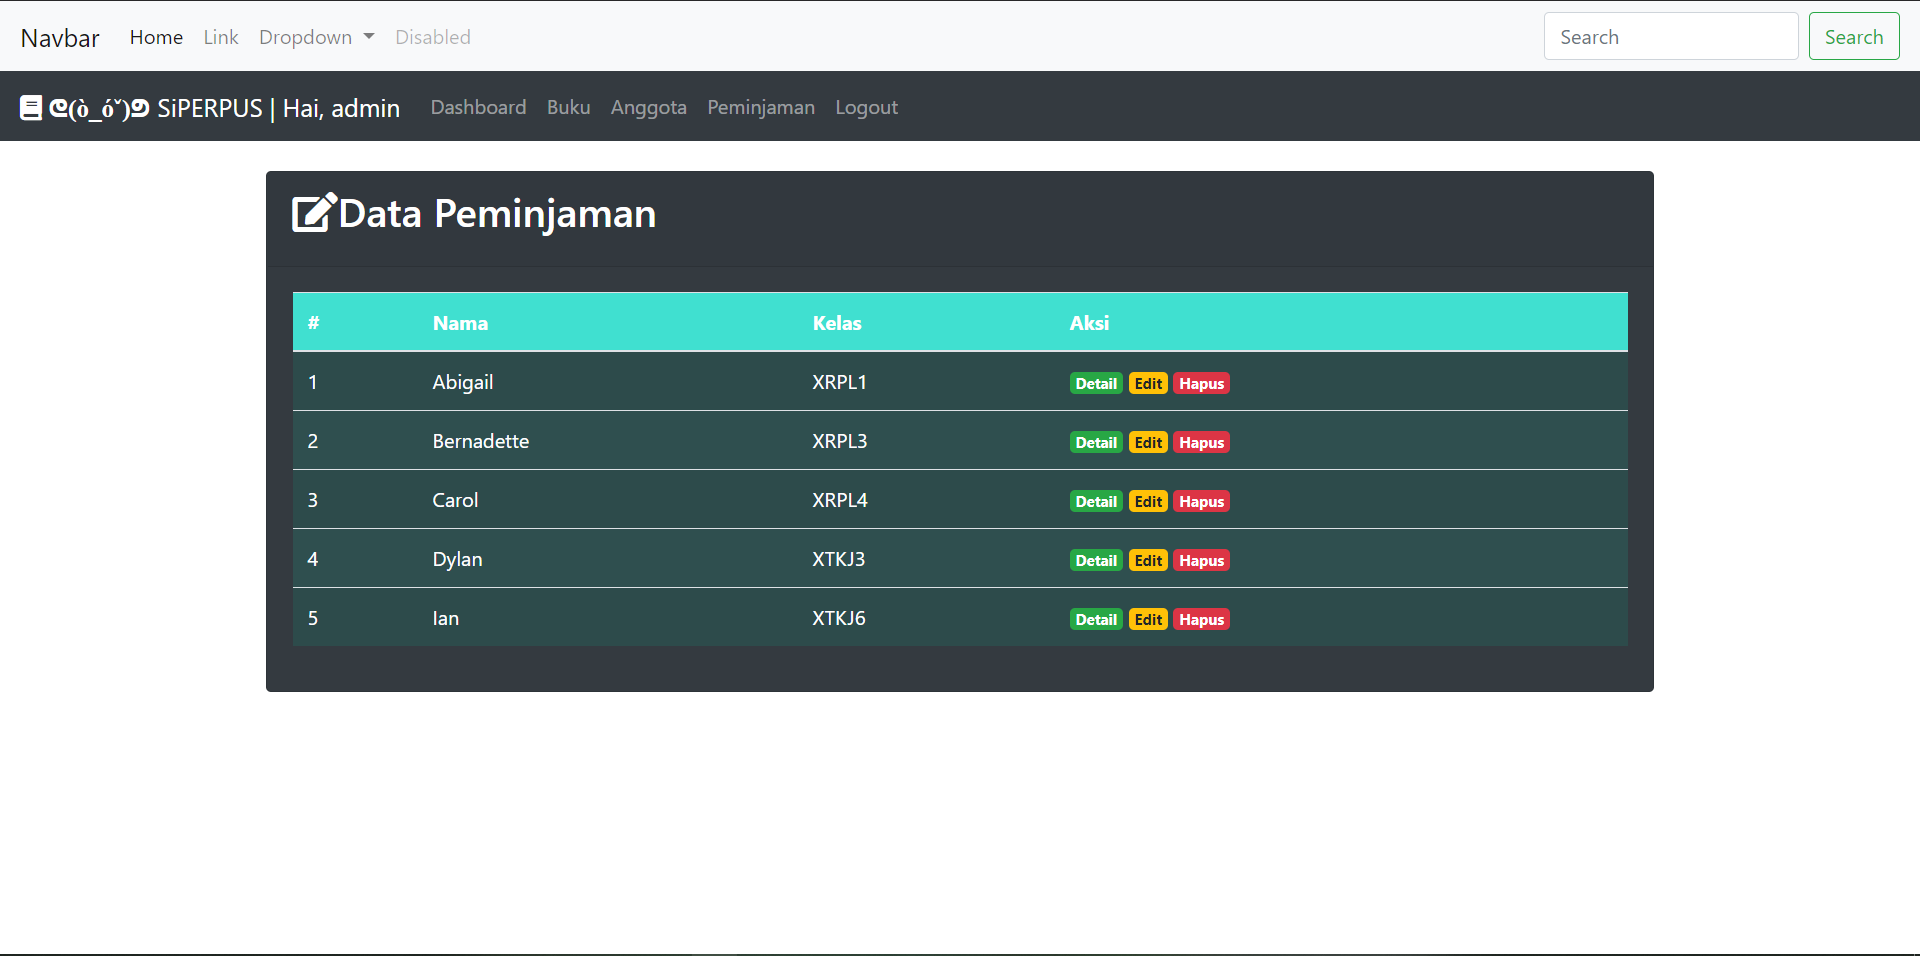 Navbar Home Link Dropdown Disabled Search Search
ᕙ(ò_óˇ)ᕗ SiPERPUS | Hai, admin Dashboard Buku Anggota Peminjaman Logout
Data Peminjaman
# Nama Kelas Aksi
1 Abigail XRPL1 Detail Edit Hapus
2 Bernadette XRPL3 Detail Edit Hapus
3 Carol XRPL4 Detail Edit Hapus
4 Dylan XTKJ3 Detail Edit Hapus
5 Ian XTKJ6 Detail Edit Hapus